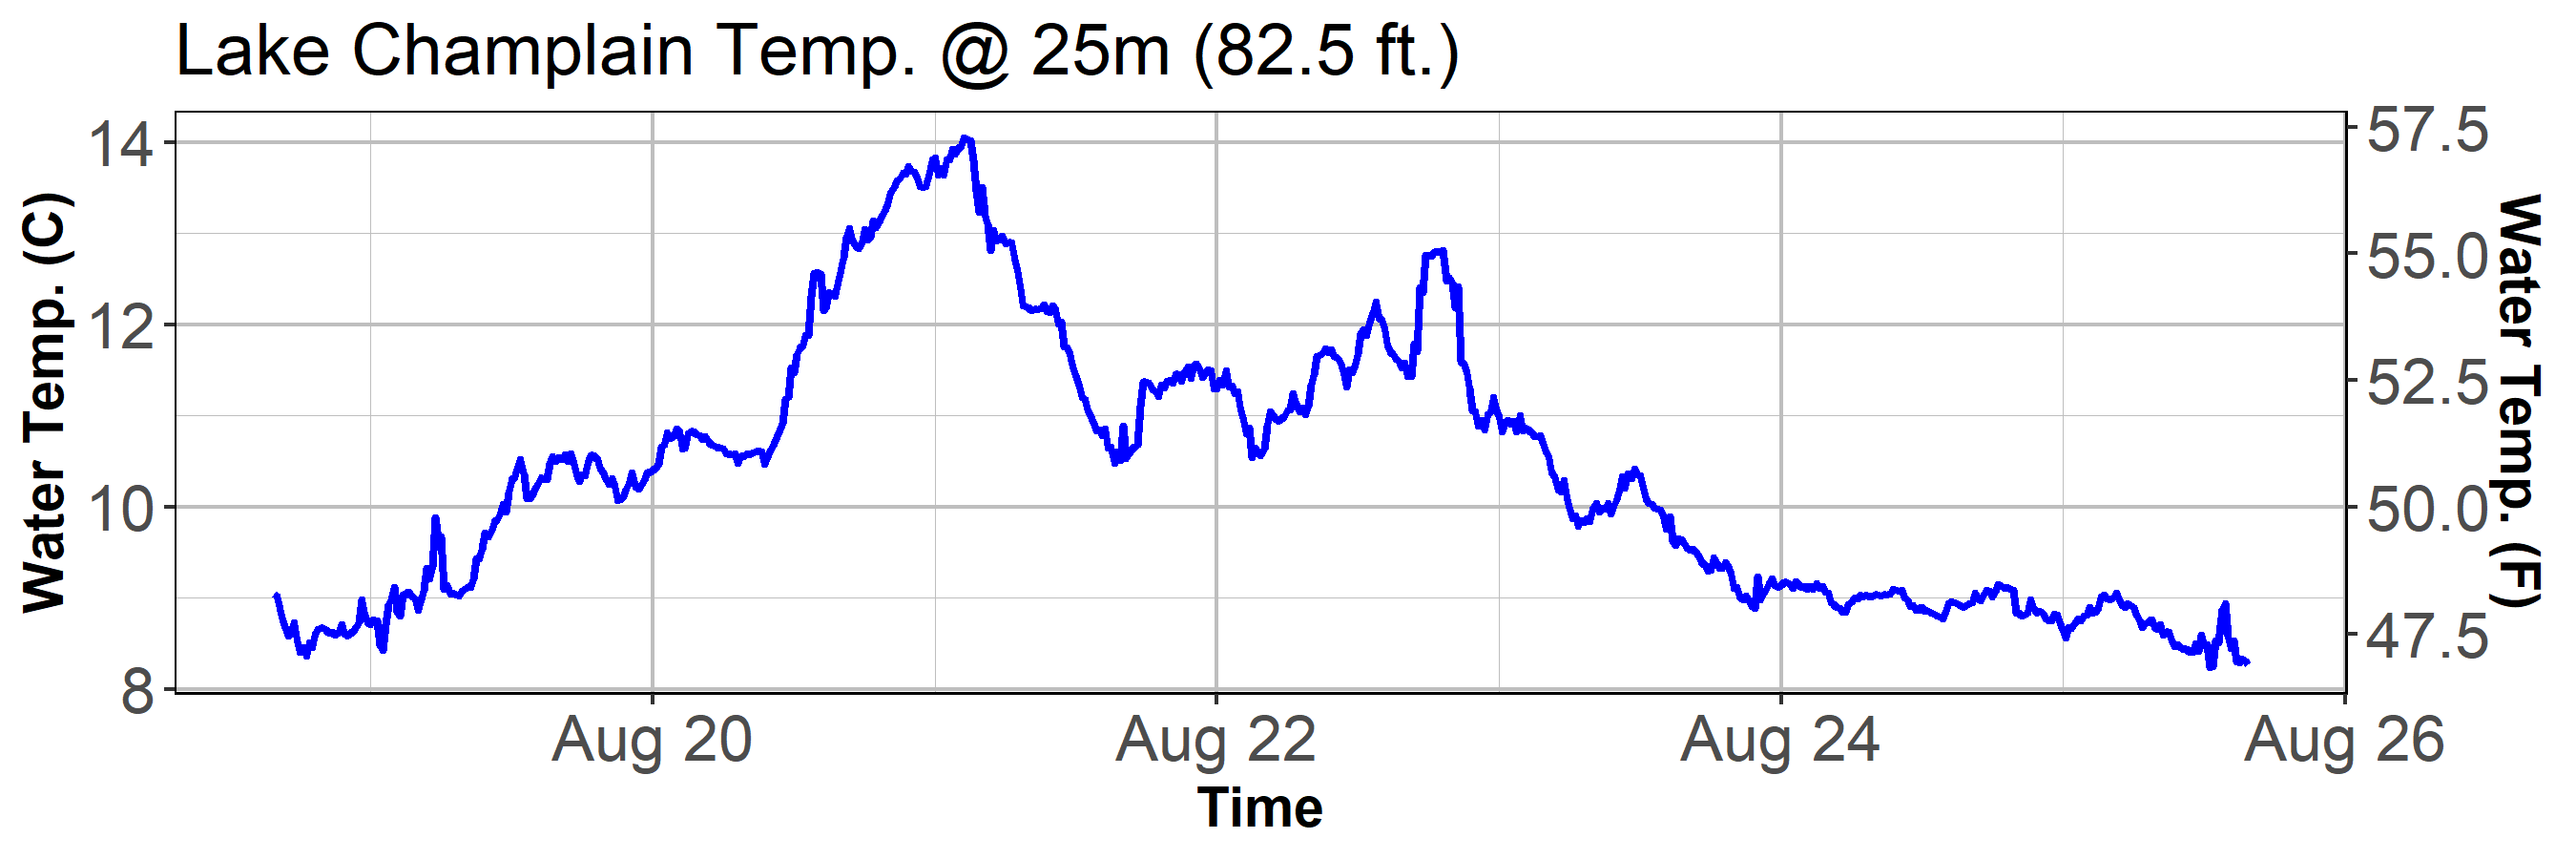 Lake Champlain Temp. @ 25m (82.5 ft.)
Water Temp. (C)
14
12
10
8
57.5
55.0
52.5
50.0
47.5
Water Temp. (F)
Aug 20 Aug 22 Aug 24 Aug 26
Time